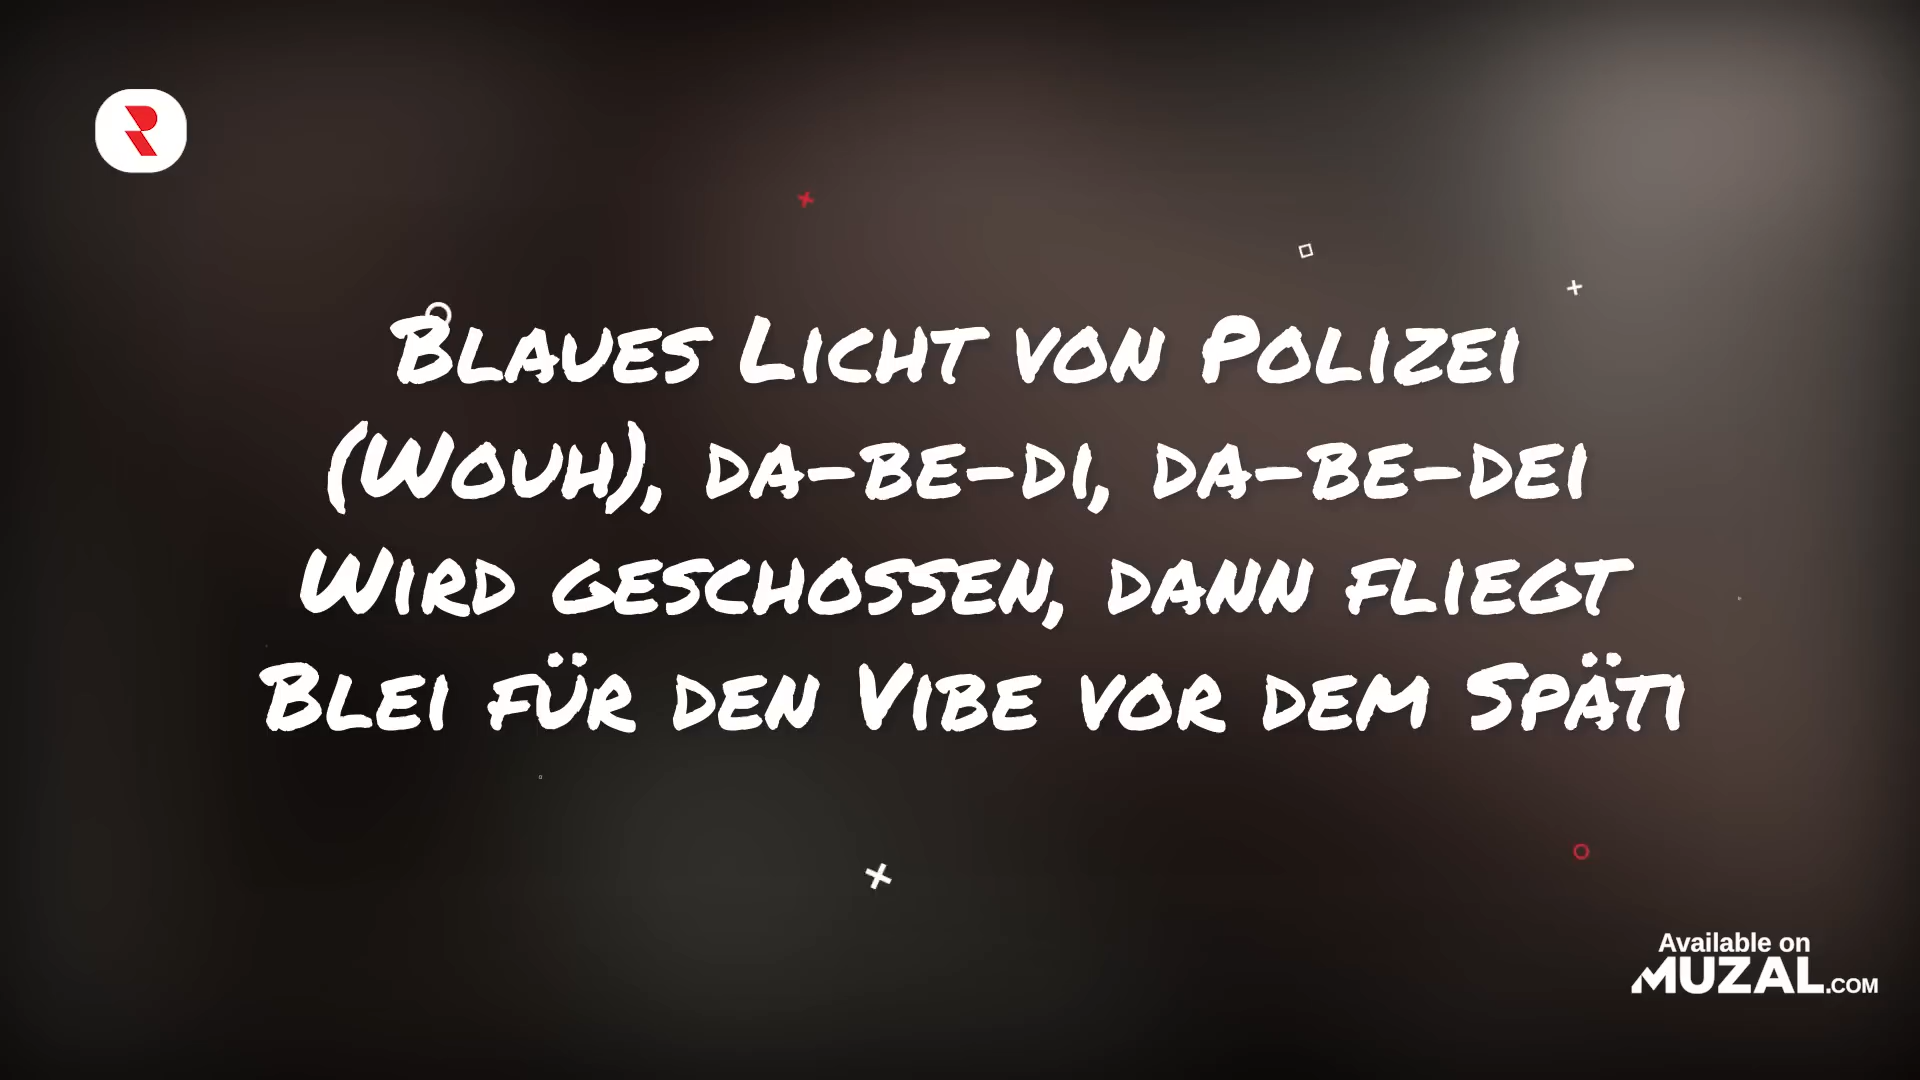 Blaues Licht von Polizei
(Wouh), da-be-di, da-be-dei
Wird geschossen, dann fliegt
Blei für den Vibe vor dem Späti
Available on
MUZAL.COM